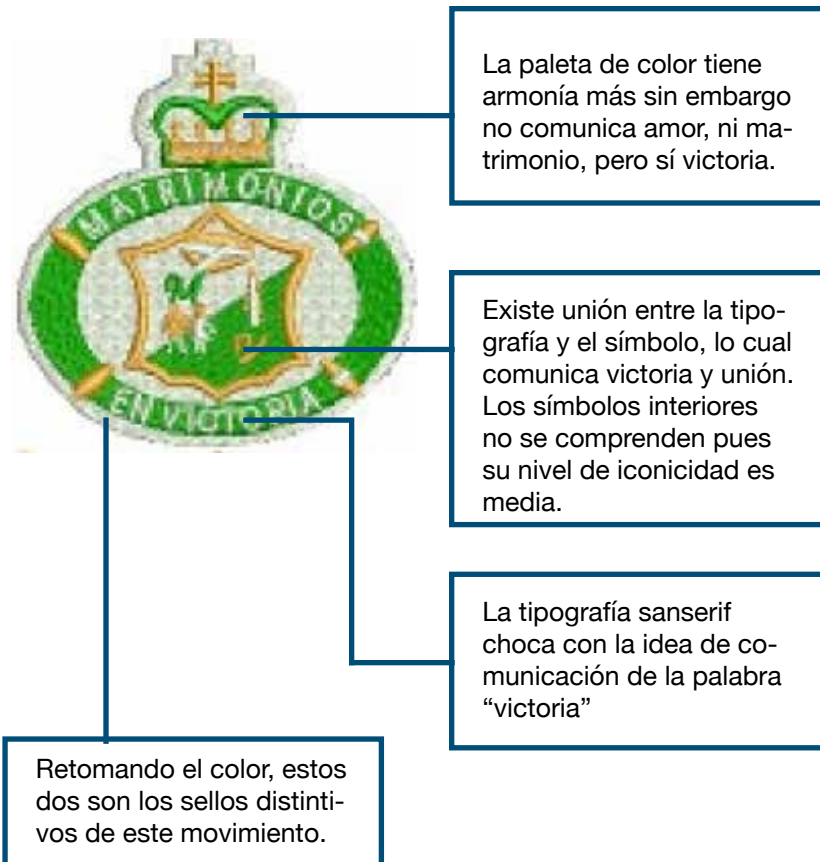 La paleta de color tiene
armonía más sin embargo
no comunica amor, ni ma-
trimonio, pero sí victoria.
MATRIMONIOS
EN VICTORIA
Existe unión entre la tipo-
grafía y el símbolo, lo cual
comunica victoria y unión.
Los símbolos interiores
no se comprenden pues
su nivel de iconicidad es
media.
La tipografía sanserif
choca con la idea de co-
municación de la palabra
“victoria”
Retomando el color, estos
dos son los sellos distinti-
vos de este movimiento.